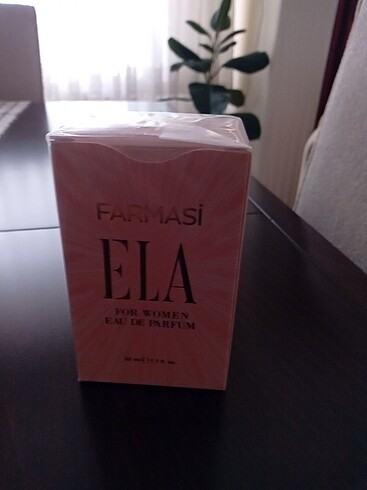 FARMASİ
ELA
FOR WOMEN
EAU DE PARFUM